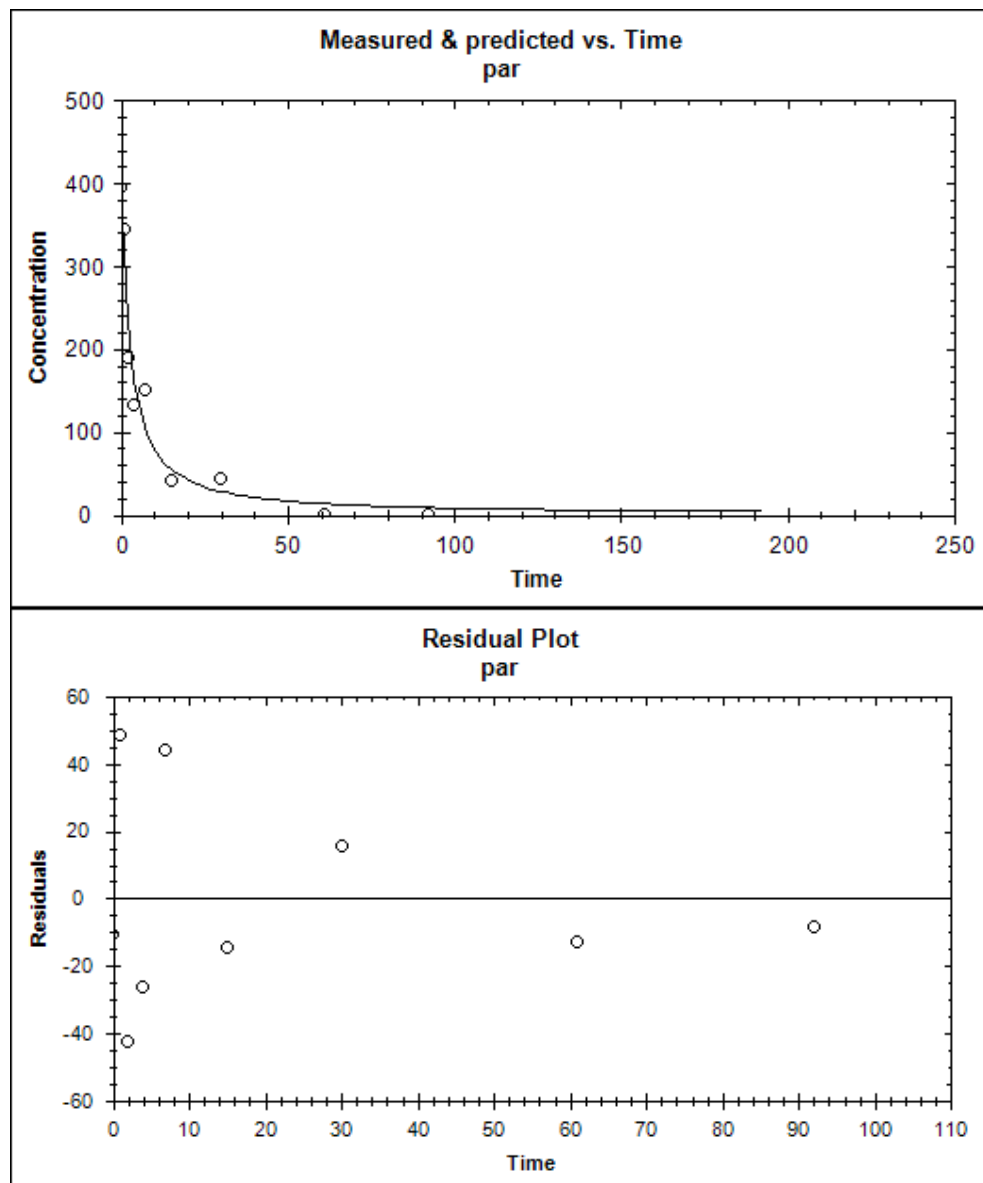 Measured & predicted vs. Time
par
500
400
300
200
100
0
Concentration
0 50 100 150 200 250
Time
Residual Plot
par
60
40
20
0
-20
-40
-60
Residuals
0 10 20 30 40 50 60 70 80 90 100 110
Time